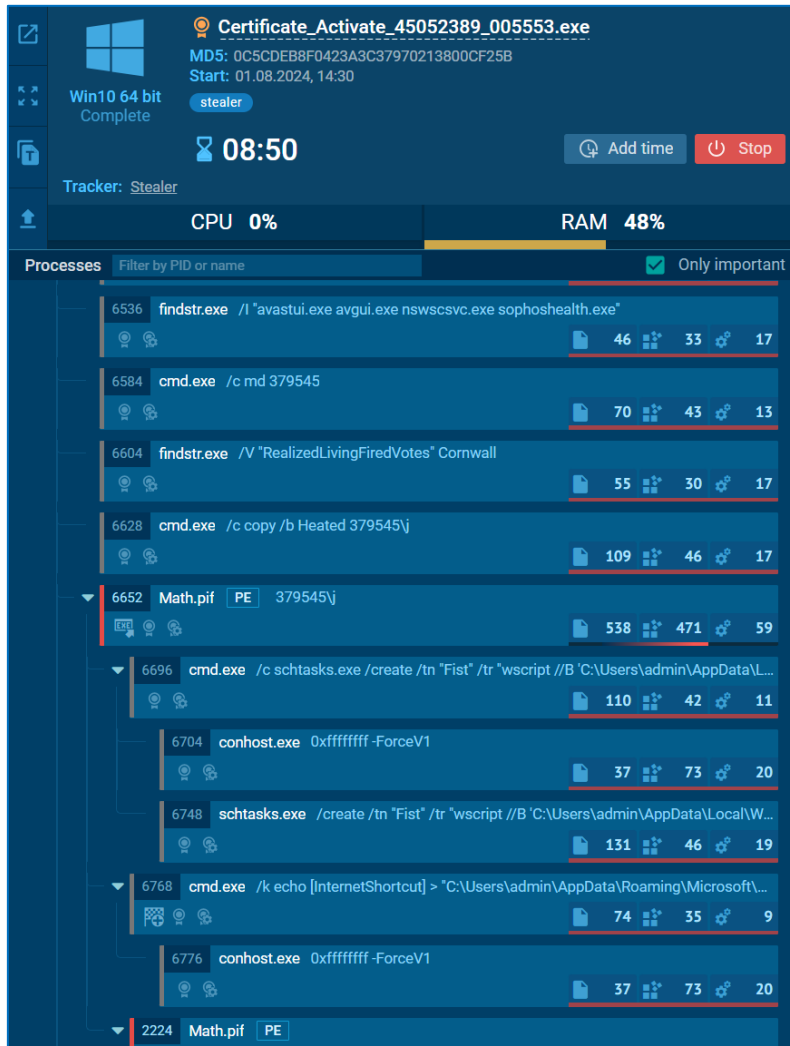 Certificate_Activate_45052389_005553.exe
MD5: 0C5CDEB8F0423A3C37970213800CF25B
Start: 01.08.2024, 14:30
Win10 64 bit
Complete
stealer
08:50
Add time
Stop
Tracker: Stealer
CPU 0%
RAM 48%
Processes Filter by PID or name Only important
6536 findstr.exe /I "avastui.exe avgui.exe nswscsvc.exe sophoshealth.exe"
46 33 17
6584 cmd.exe /c md 379545
70 43 13
6604 findstr.exe /V "RealizedLivingFiredVotes" Cornwall
55 30 17
6628 cmd.exe /c copy /b Heated 379545\j
109 46 17
6652 Math.pif PE 379545\j
EXE 538 471 59
6696 cmd.exe /c schtasks.exe /create /tn "Fist" /tr "wscript //B 'C:\Users\admin\AppData\L...
110 42 11
6704 conhost.exe 0xffffffff -ForceV1
37 73 20
6748 schtasks.exe /create /tn "Fist" /tr "wscript //B 'C:\Users\admin\AppData\Local\W...
131 46 19
6768 cmd.exe /k echo [InternetShortcut] > "C:\Users\admin\AppData\Roaming\Microsoft\...
74 35 9
6776 conhost.exe 0xffffffff -ForceV1
37 73 20
2224 Math.pif PE